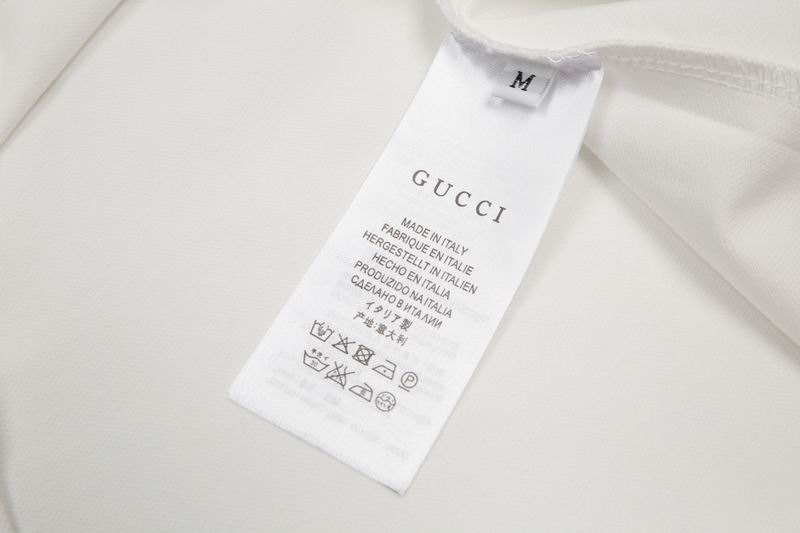 M
GUCCI
MADE IN ITALY
FABRIQUE EN ITALIE
HERGESTELLT IN ITALIEN
HECHO EN ITALIA
PRODUZIDO NA ITALIA
СДЕЛАНО В ИТАЛИИ
イタリア製
产地:意大利
P